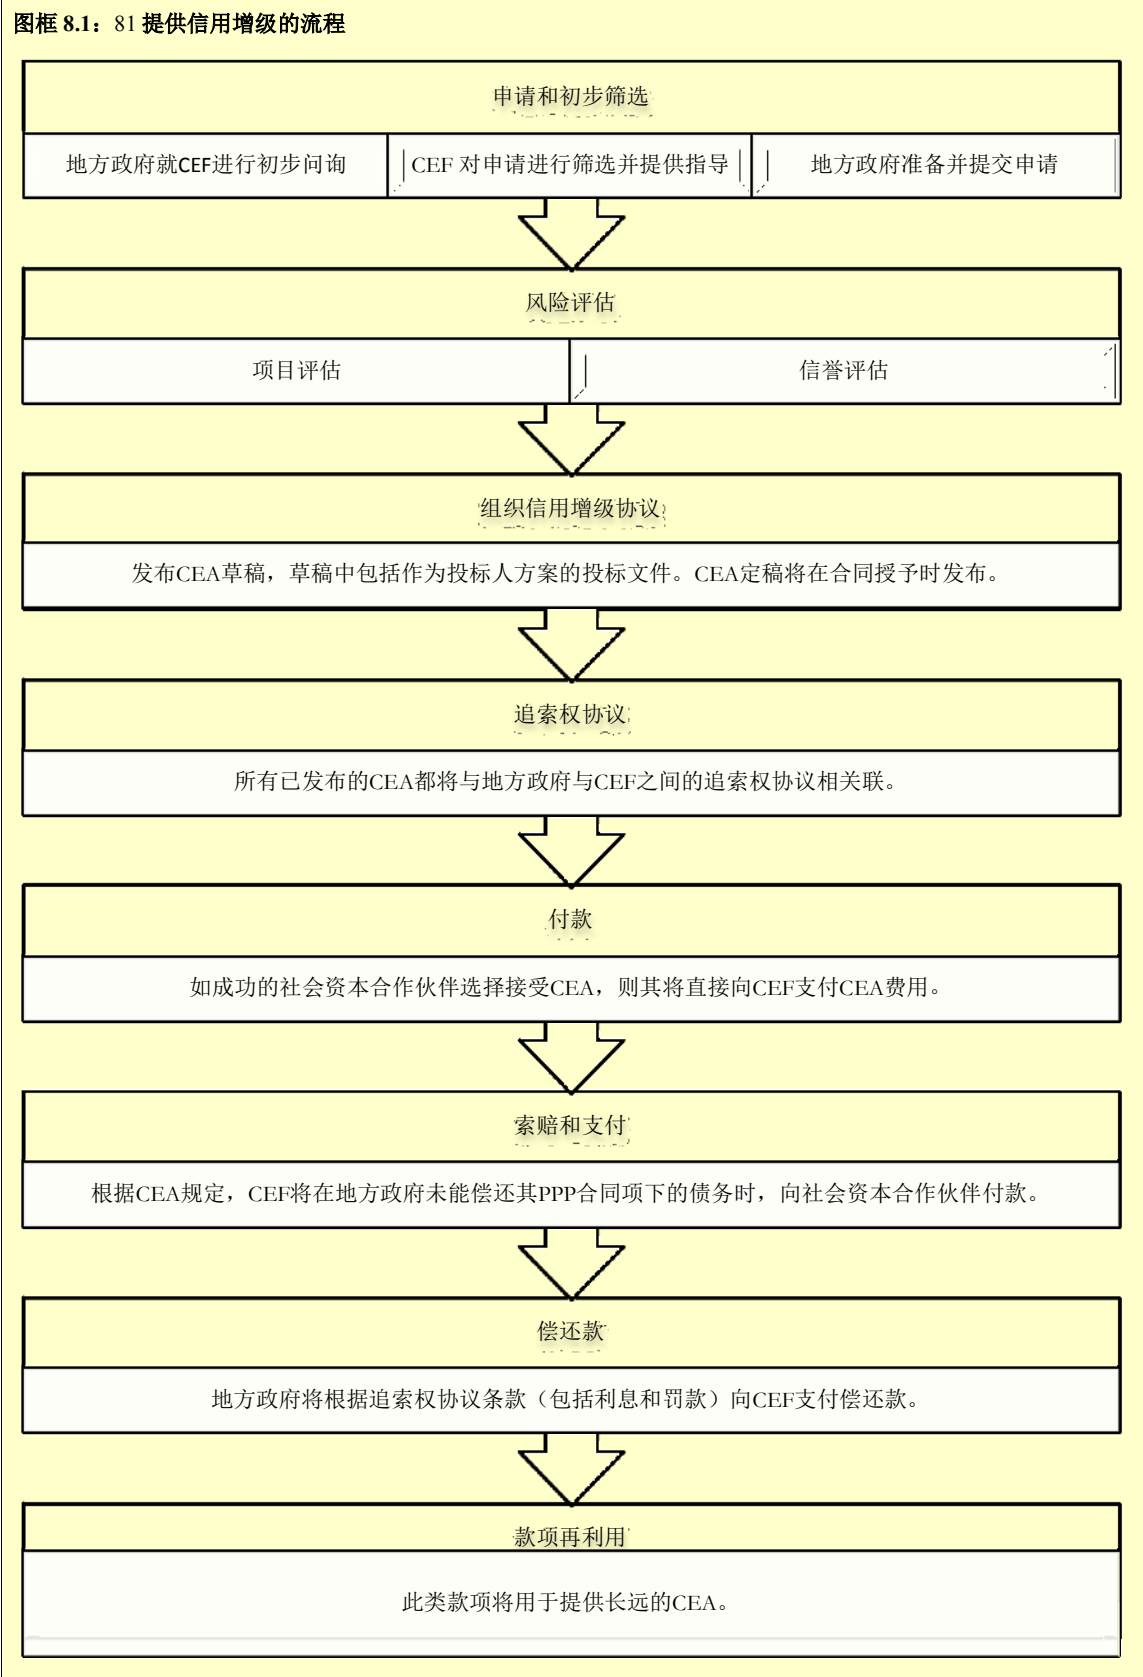 图框 8.1：81 提供信用增级的流程
申请和初步筛选
地方政府就CEF进行初步问询
CEF 对申请进行筛选并提供指导
地方政府准备并提交申请
风险评估
项目评估
信誉评估
组织信用增级协议
发布CEA草稿，草稿中包括作为投标人方案的投标文件。CEA定稿将在合同授予时发布。
追索权协议
所有已发布的CEA都将与地方政府与CEF之间的追索权协议相关联。
付款
如成功的社会资本合作伙伴选择接受CEA，则其将直接向CEF支付CEA费用。
索赔和支付
根据CEA规定，CEF将在地方政府未能偿还其PPP合同项下的债务时，向社会资本合作伙伴付款。
偿还款
地方政府将根据追索权协议条款（包括利息和罚款）向CEF支付偿还款。
款项再利用
此类款项将用于提供长远的CEA。